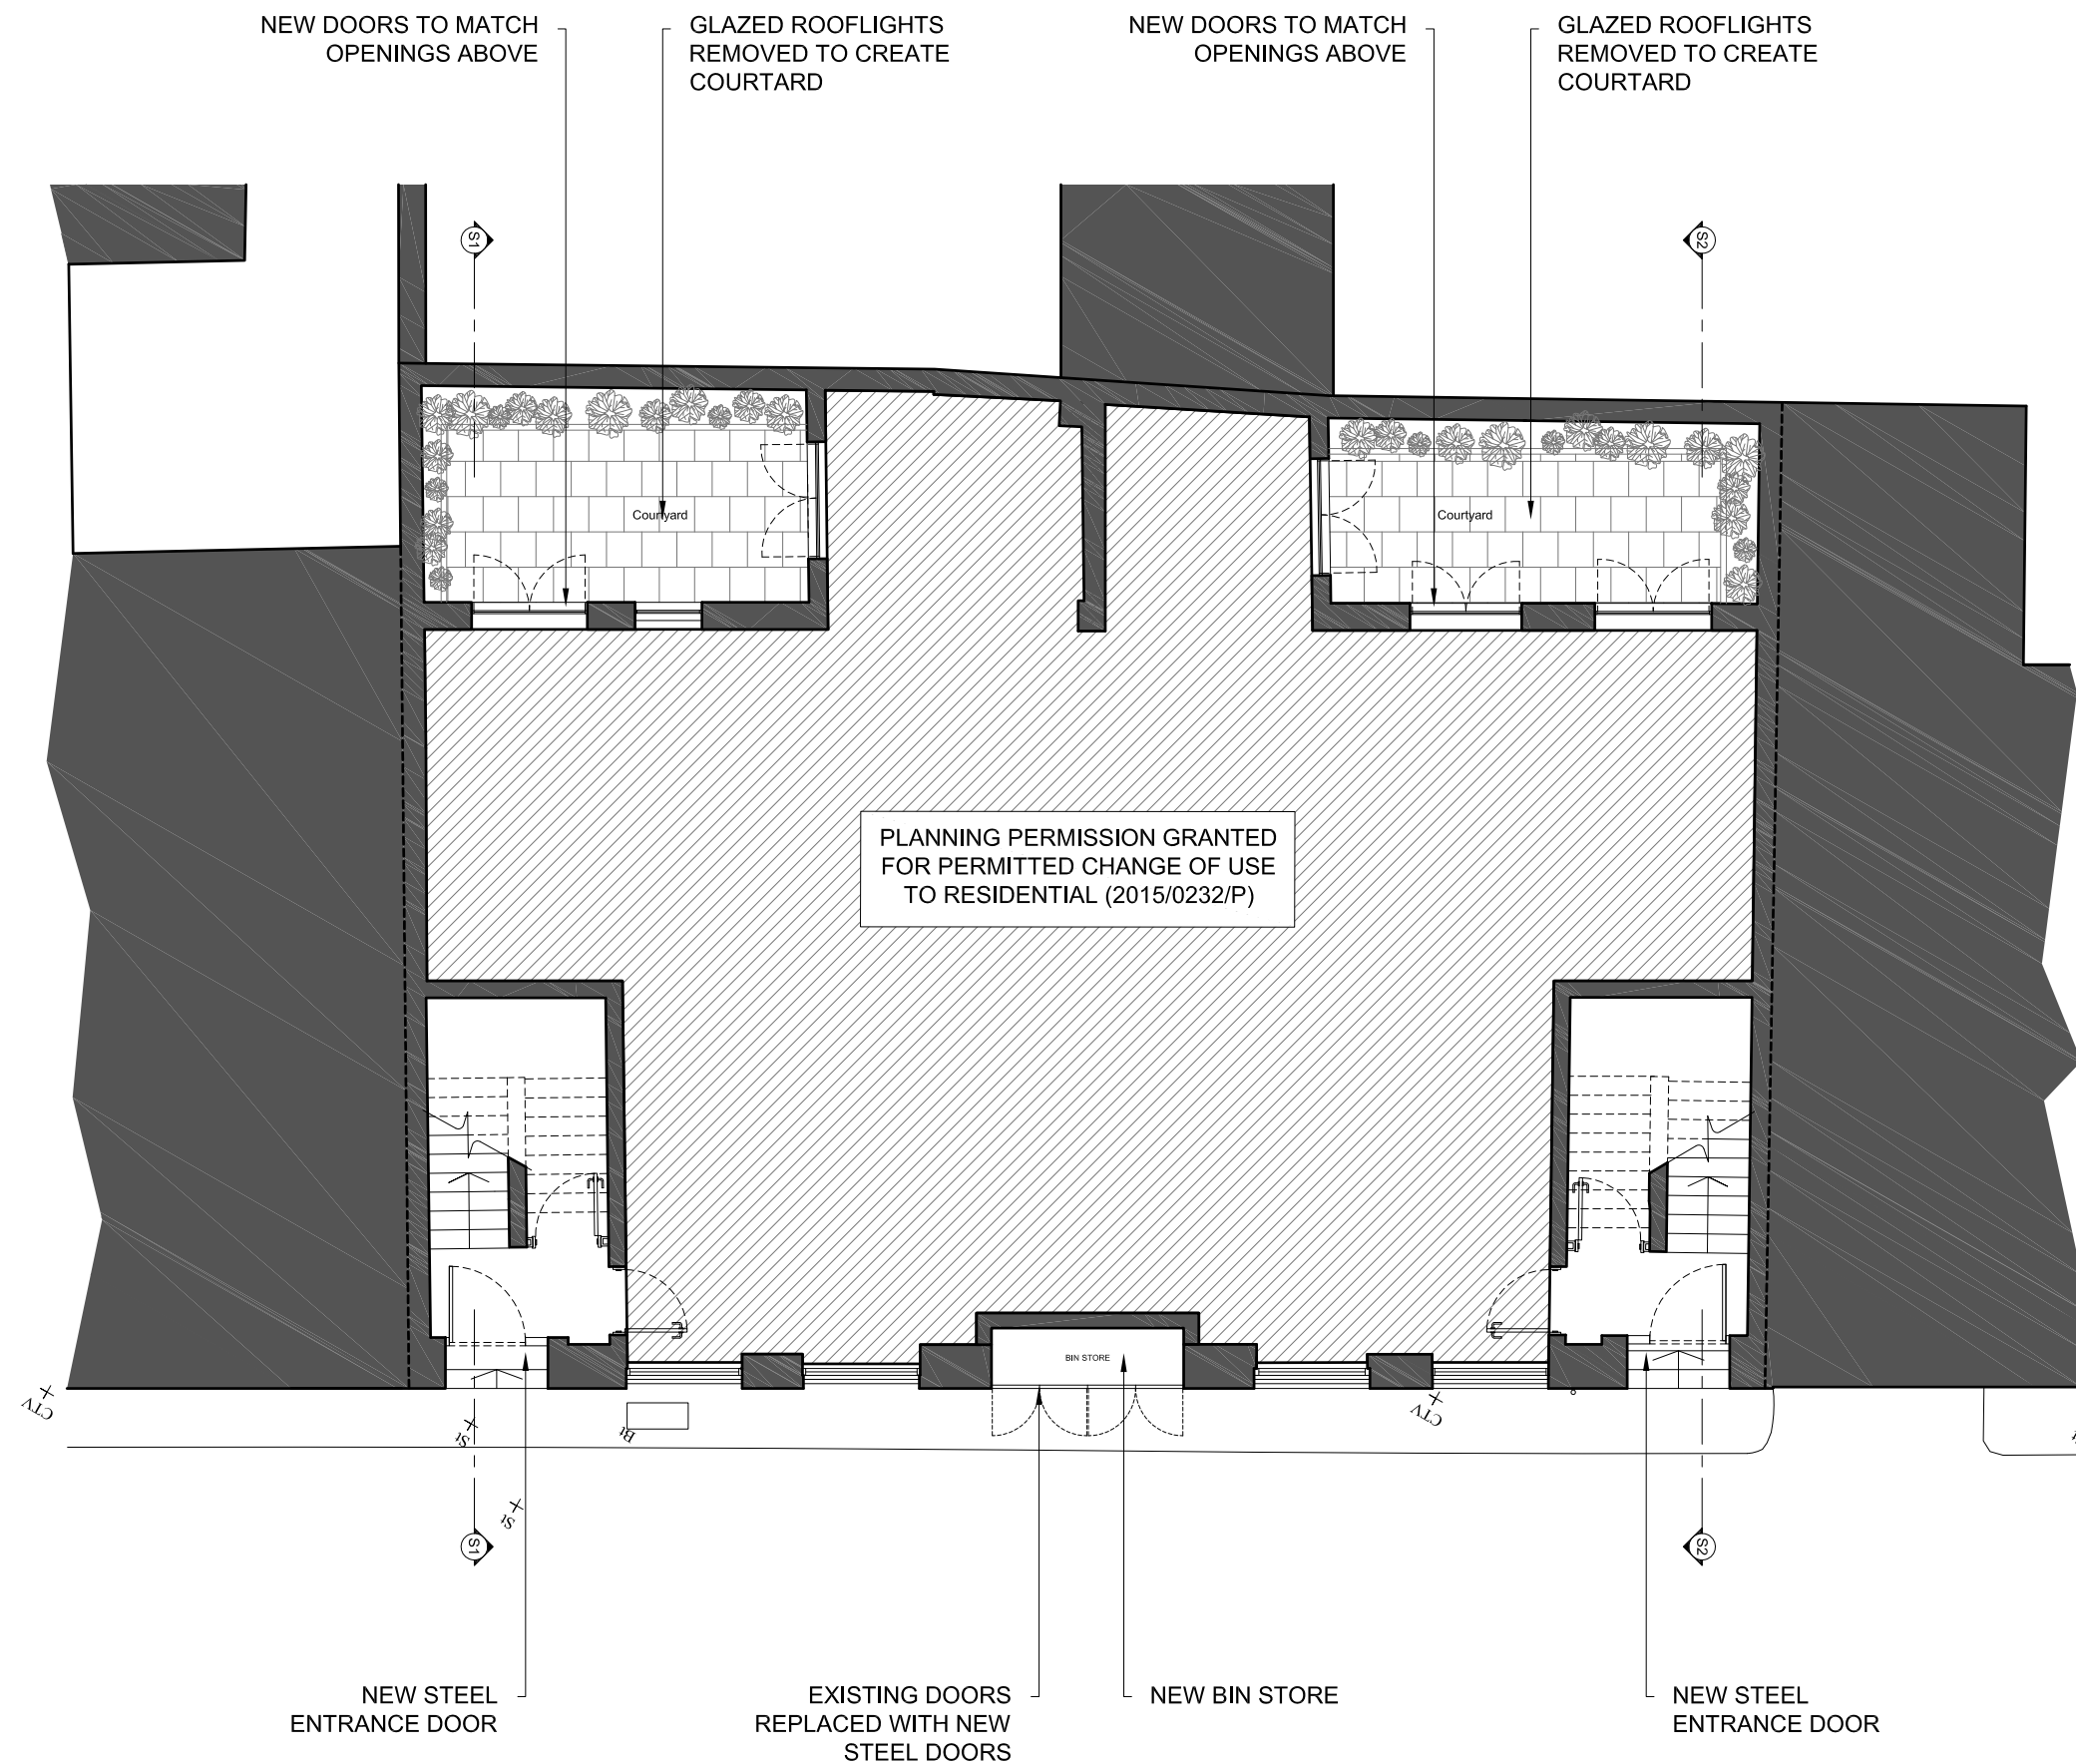 NEW DOORS TO MATCH
OPENINGS ABOVE
GLAZED ROOFLIGHTS
REMOVED TO CREATE
COURTARD
NEW DOORS TO MATCH
OPENINGS ABOVE
GLAZED ROOFLIGHTS
REMOVED TO CREATE
COURTARD
S1
S2
Courtyard
Courtyard
PLANNING PERMISSION GRANTED
FOR PERMITTED CHANGE OF USE
TO RESIDENTIAL (2015/0232/P)
BIN STORE
CTV
St
Bt
CTV
St
S1
S2
NEW STEEL
ENTRANCE DOOR
EXISTING DOORS
REPLACED WITH NEW
STEEL DOORS
NEW BIN STORE
NEW STEEL
ENTRANCE DOOR